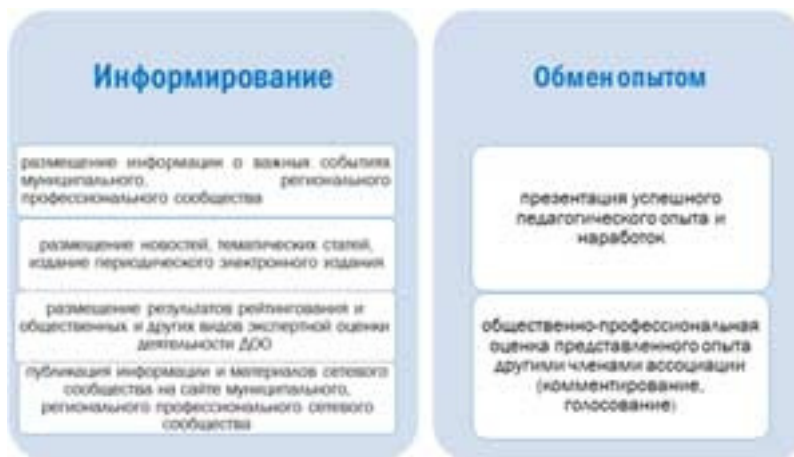 Информирование
размещение информации о важных событиях
муниципального, регионального
профессионального сообщества
размещение новостей, тематических статей,
издание периодического электронного издания
размещение результатов рейтингования и
общественных и других видов экспертной оценки
деятельности ДОО
публикация информации и материалов сетевого
сообщества на сайте муниципального,
регионального профессионального сетевого
сообщества
Обмен опытом
презентация успешного
педагогического опыта и
наработок
общественно-профессиональная
оценка представленного опыта
другими членами ассоциации
(комментирование,
голосование)